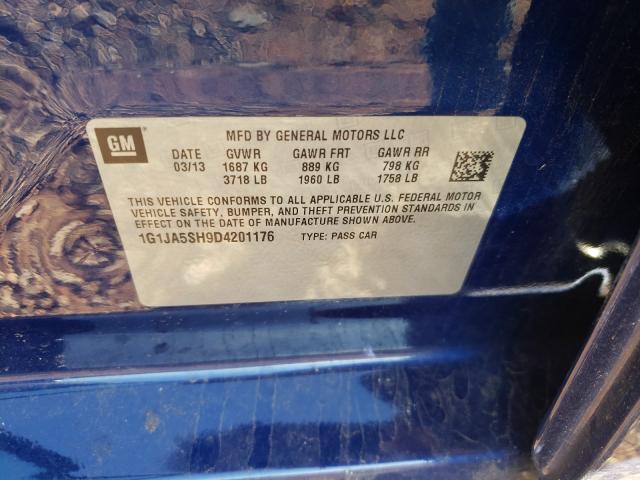 GM
MFD BY GENERAL MOTORS LLC
DATE GVWR GAWR FRT GAWR RR
03/13 1687 KG 889 KG 798 KG
3718 LB 1960 LB 1758 LB
THIS VEHICLE CONFORMS TO ALL APPLICABLE U.S. FEDERAL MOTOR
VEHICLE SAFETY, BUMPER, AND THEFT PREVENTION STANDARDS IN
EFFECT ON THE DATE OF MANUFACTURE SHOWN ABOVE.
1G1JA5SH9D4201176 TYPE: PASS CAR